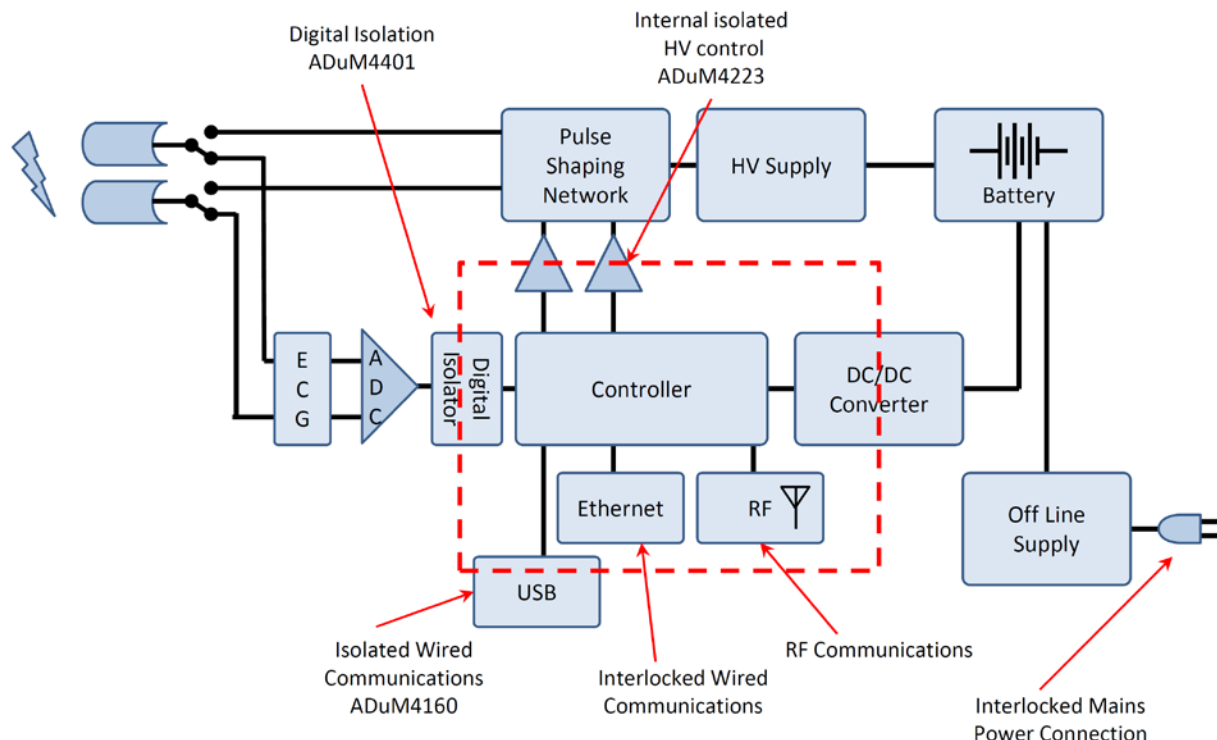 Digital Isolation
ADuM4401
Internal isolated
HV control
ADuM4223
Pulse
Shaping
Network
HV Supply
Battery
E
C
G
A
D
C
Digital
Isolator
Controller
DC/DC
Converter
Ethernet
RF
Off Line
Supply
USB
Isolated Wired
Communications
ADuM4160
Interlocked Wired
Communications
RF Communications
Interlocked Mains
Power Connection